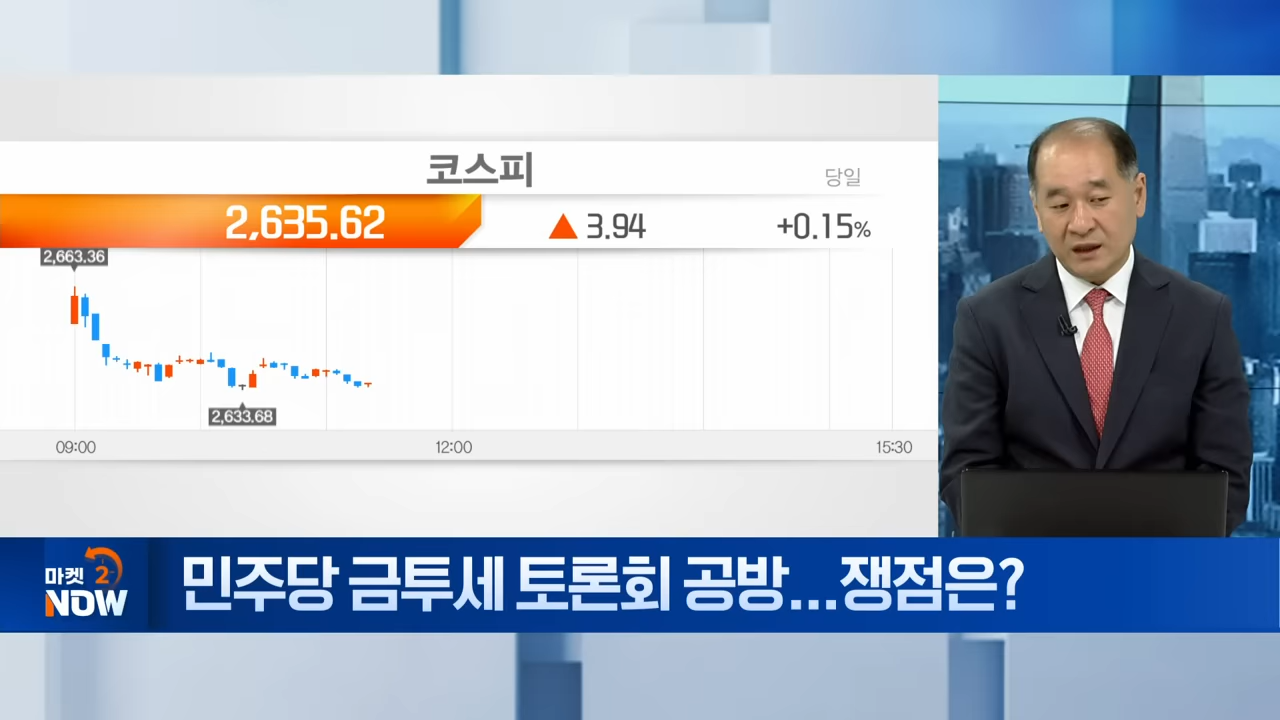 코스피
당일
2,635.62 ▲ 3.94 +0.15%
2,663.36
2,633.68
09:00 12:00 15:30
마켓 2
NOW
민주당 금투세 토론회 공방...쟁점은?